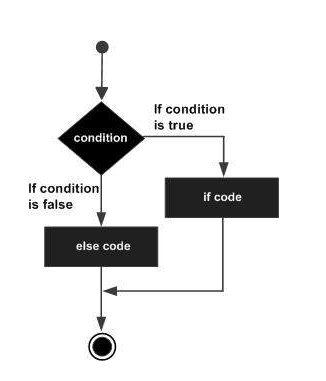 If condition
is true
condition
If condition
is false
if code
else code